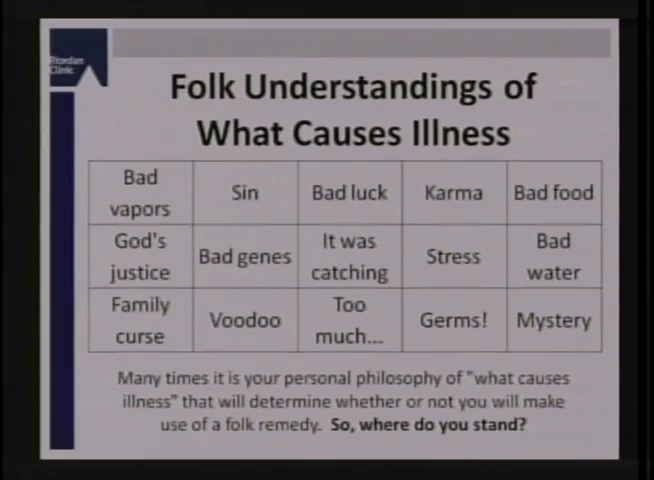 Riordan
Clinic
Folk Understandings of
What Causes Illness
Bad vapors
Sin
Bad luck
Karma
Bad food
God's justice
Bad genes
It was catching
Stress
Bad water
Family curse
Voodoo
Too much...
Germs!
Mystery
Many times it is your personal philosophy of "what causes
illness" that will determine whether or not you will make
use of a folk remedy. So, where do you stand?